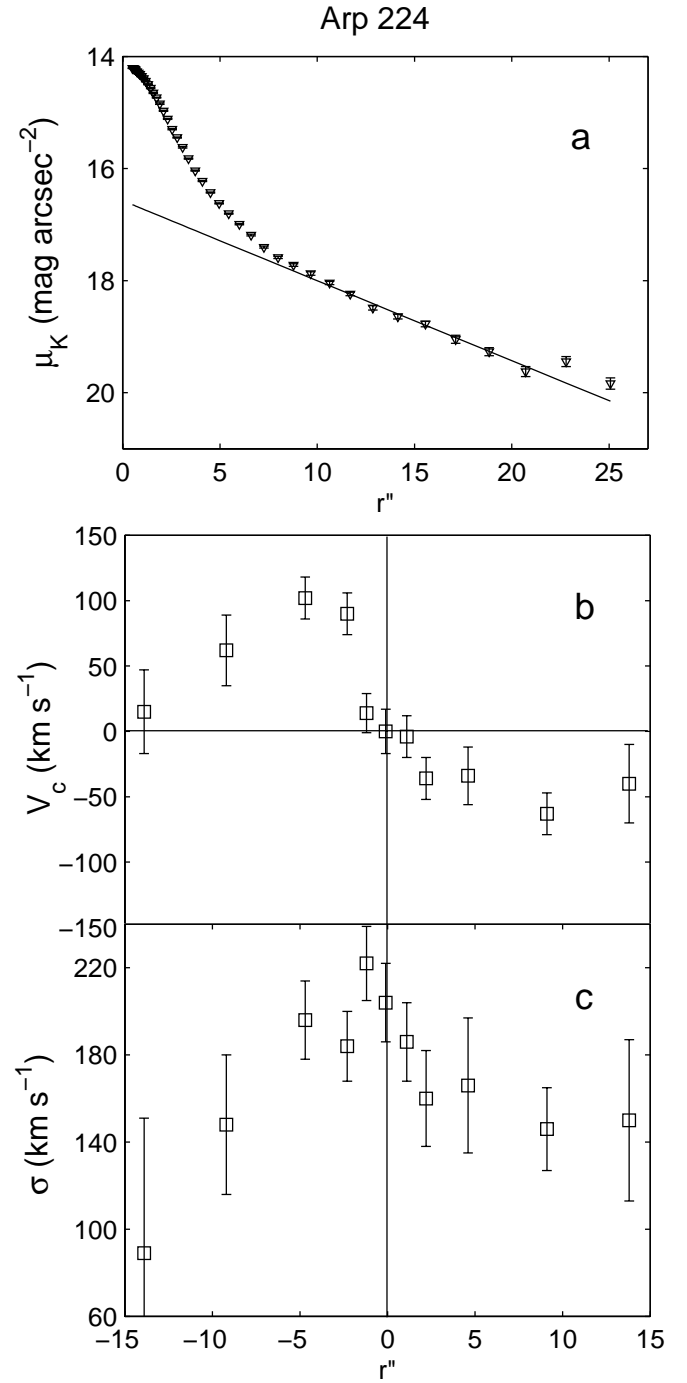 Arp 224
14
16
18
20
μ_K (mag arcsec⁻²)
a
0 5 10 15 20 25
r"
150
100
50
0
−50
−100
−150
V_c (km s⁻¹)
b
220
180
140
100
60
σ (km s⁻¹)
c
−15 −10 −5 0 5 10 15
r"